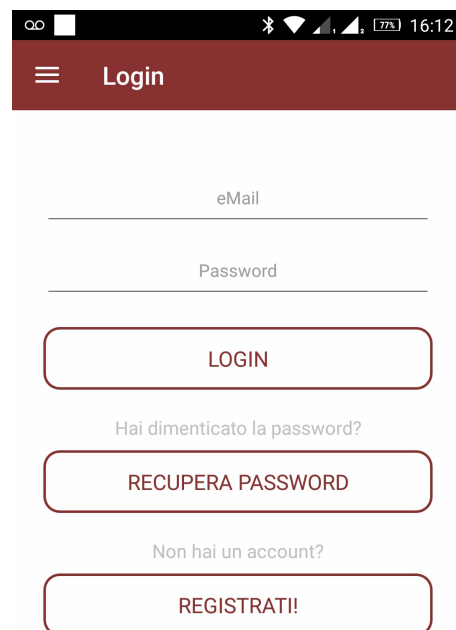 77% 16:12
Login
eMail
Password
LOGIN
Hai dimenticato la password?
RECUPERA PASSWORD
Non hai un account?
REGISTRATI!